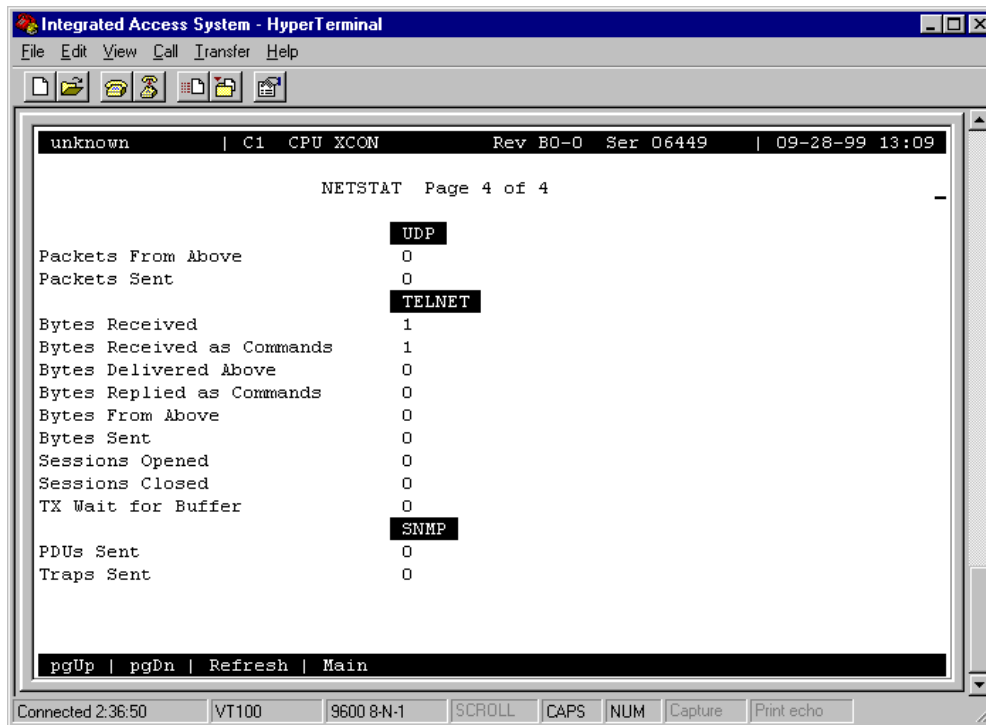 Integrated Access System - HyperTerminal
File Edit View Call Transfer Help
unknown | C1 CPU XCON Rev B0-0 Ser 06449 | 09-28-99 13:09
NETSTAT Page 4 of 4
UDP
Packets From Above 0
Packets Sent 0
TELNET
Bytes Received 1
Bytes Received as Commands 1
Bytes Delivered Above 0
Bytes Replied as Commands 0
Bytes From Above 0
Bytes Sent 0
Sessions Opened 0
Sessions Closed 0
TX Wait for Buffer 0
SNMP
PDUs Sent 0
Traps Sent 0
pgUp | pgDn | Refresh | Main
Connected 2:36:50 VT100 9600 8-N-1 SCROLL CAPS NUM Capture Print echo